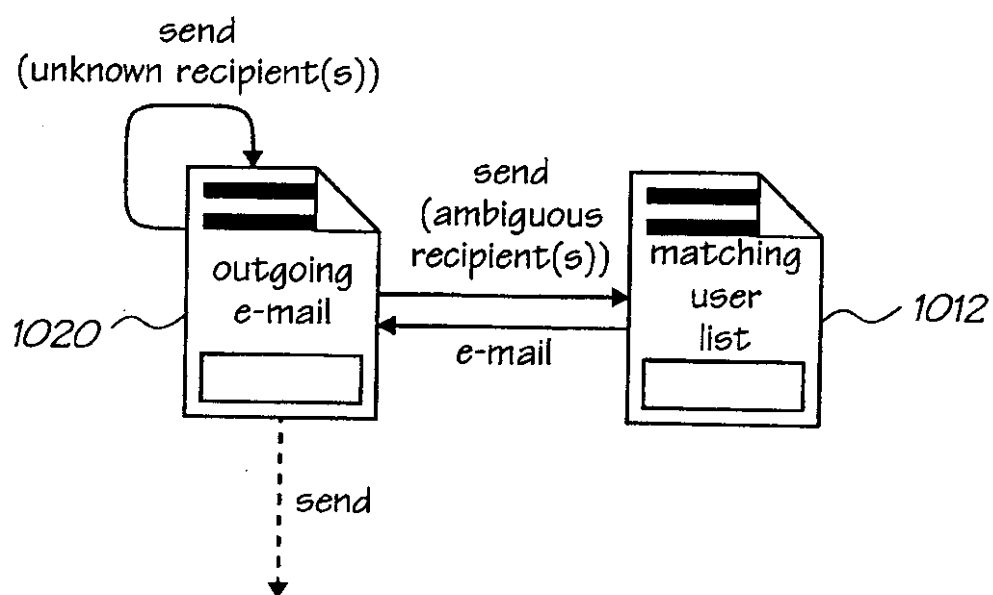 send
(unknown recipient(s))
send
(ambiguous
recipient(s))
outgoing
e-mail
matching
user
list
1020
1012
e-mail
send